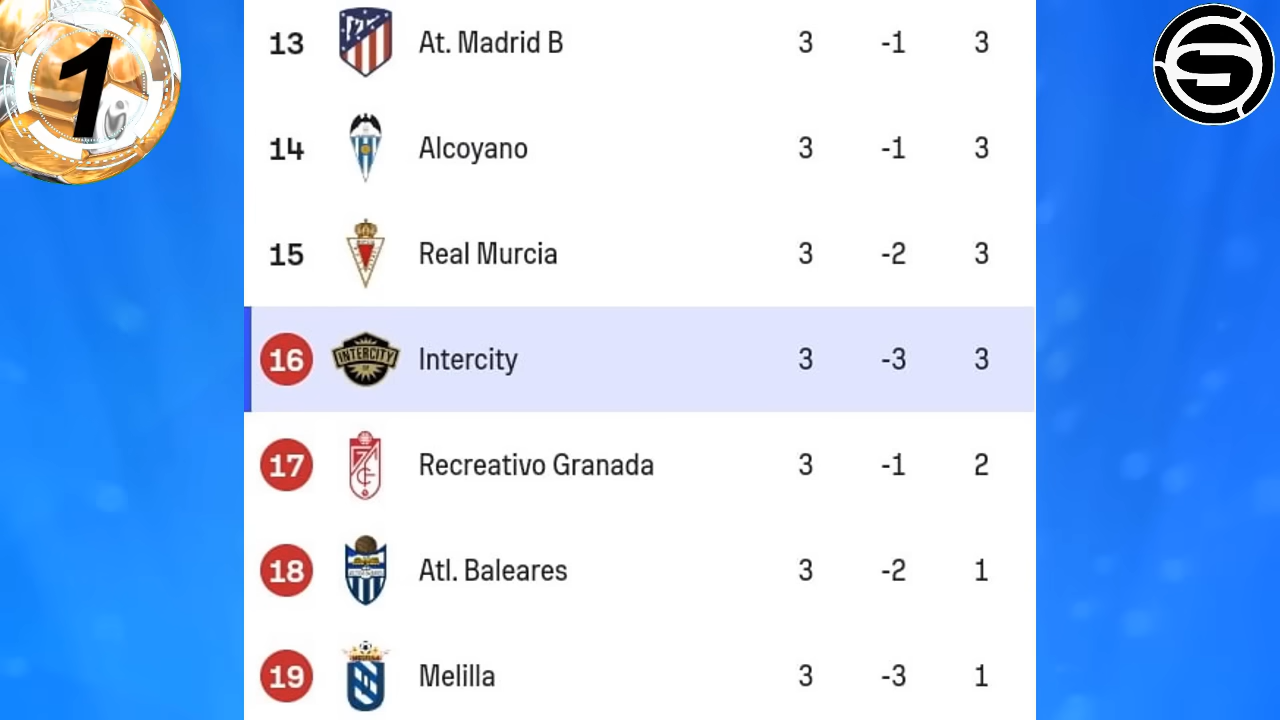 1
13 At. Madrid B 3 -1 3
14 Alcoyano 3 -1 3
15 Real Murcia 3 -2 3
16 INTERCITY Intercity 3 -3 3
17 Recreativo Granada 3 -1 2
18 Atl. Baleares 3 -2 1
19 Melilla 3 -3 1